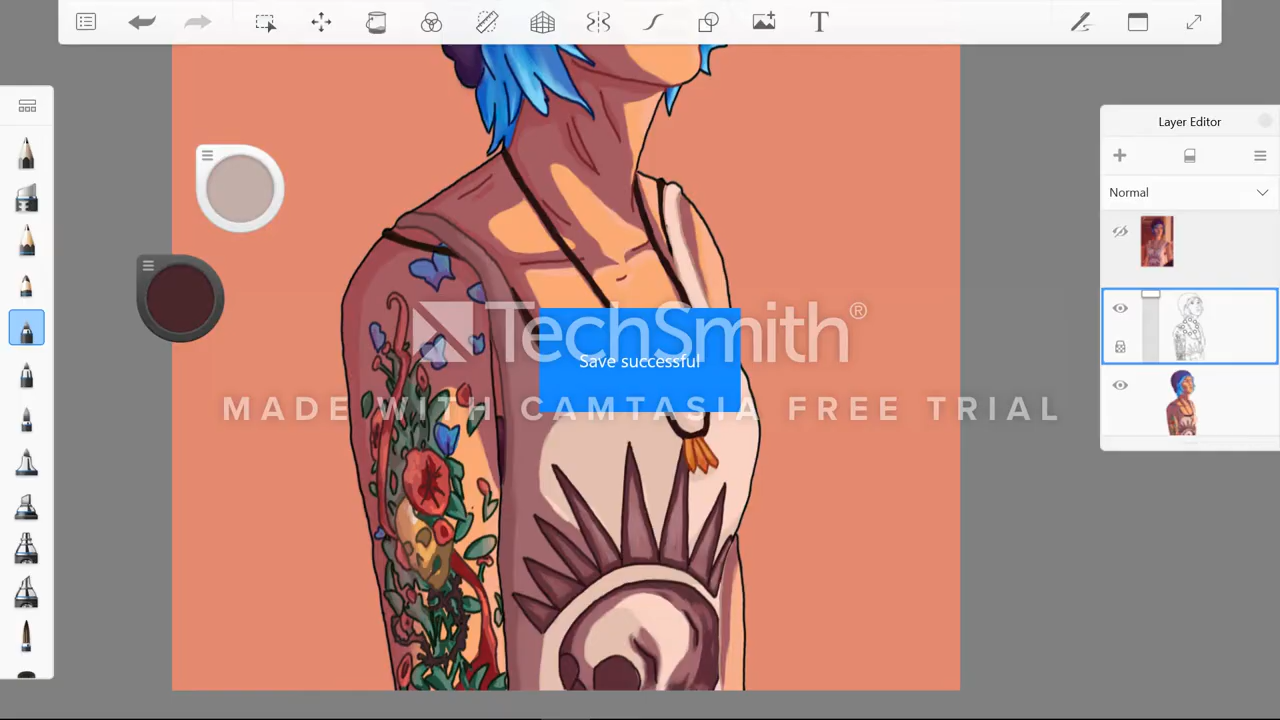 T
Layer Editor
Normal
TechSmith®
Save successful
MADE WITH CAMTASIA FREE TRIAL